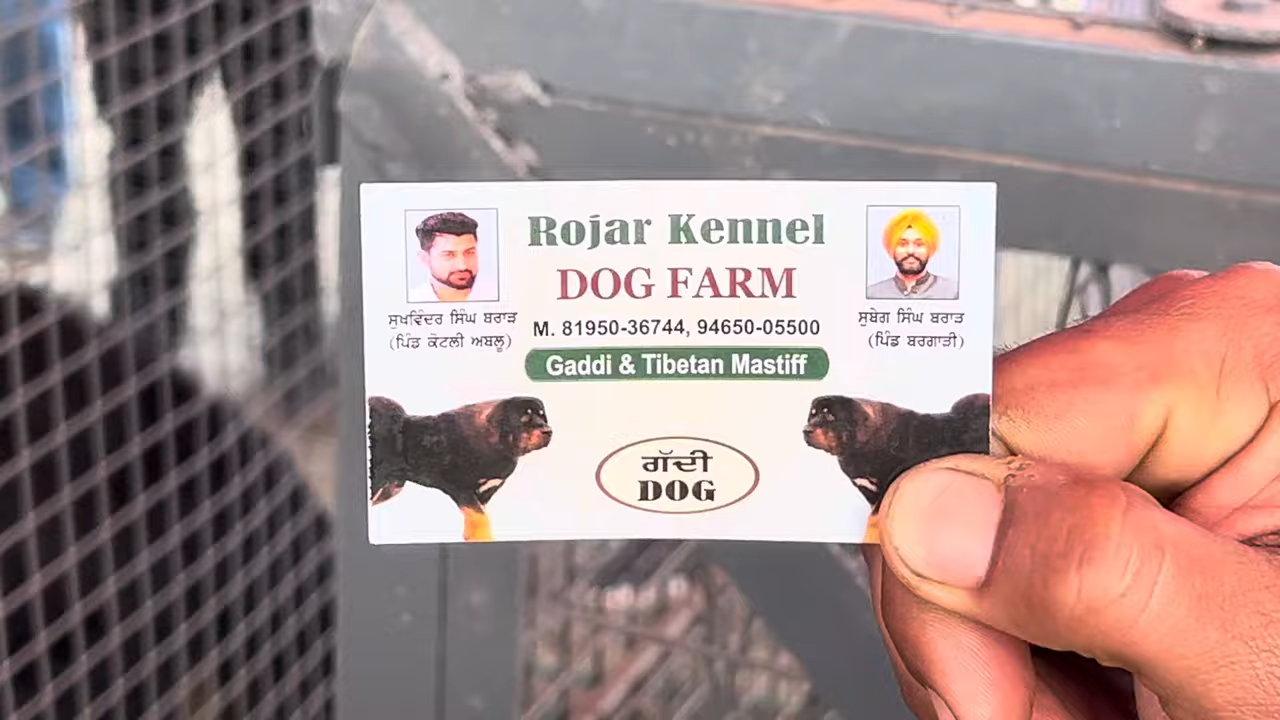 Rojar Kennel
DOG FARM
M. 81950-36744, 94650-05500
Gaddi & Tibetan Mastiff
ਸੁਖਵਿੰਦਰ ਸਿੰਘ ਬਰਾੜ
(ਪਿੰਡ ਕੋਟਲੀ ਅਬਲੂ)
ਸੁਬੇਗ ਸਿੰਘ ਬਰਾੜ
(ਪਿੰਡ ਬਰਗਾੜੀ)
ਗੱਦੀ
DOG